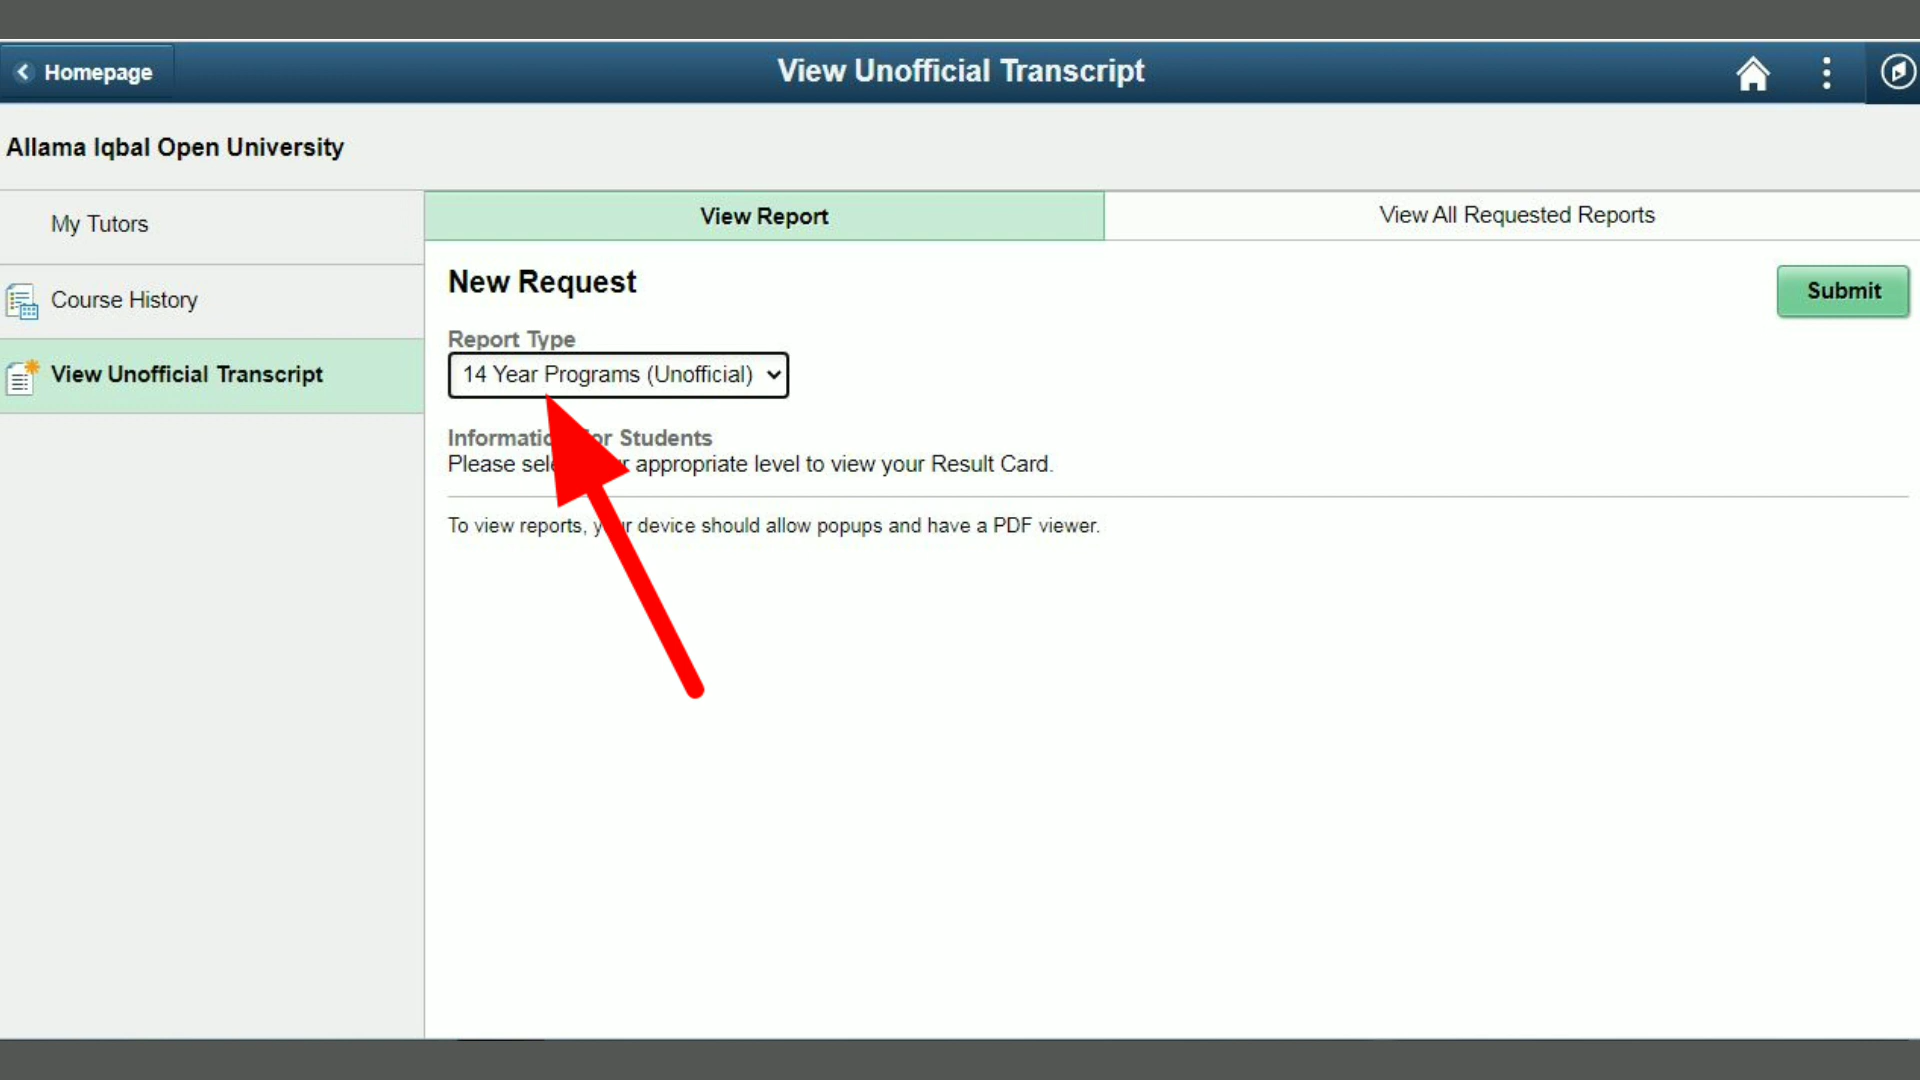 Homepage
View Unofficial Transcript
Allama Iqbal Open University
My Tutors
Course History
View Unofficial Transcript
View Report
View All Requested Reports
New Request
Submit
Report Type
14 Year Programs (Unofficial)
Students
Please appropriate level to view your Result Card.
To view reports, device should allow popups and have a PDF viewer.